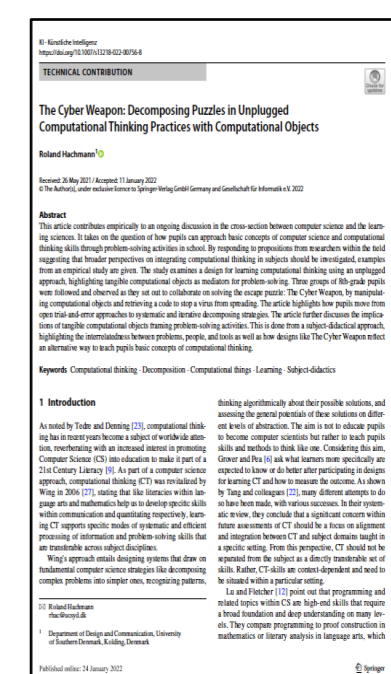 KI - Künstliche Intelligenz
https://doi.org/10.1007/s13218-022-00756-8
TECHNICAL CONTRIBUTION
Check for
updates
The Cyber Weapon: Decomposing Puzzles in Unplugged
Computational Thinking Practices with Computational Objects
Roland Hachmann1
Received: 26 May 2021 / Accepted: 11 January 2022
© The Author(s), under exclusive licence to Springer-Verlag GmbH Germany and Gesellschaft für Informatik e.V. 2022
Abstract
This article contributes empirically to an ongoing discussion in the cross-section between computer science and the learn-
ing sciences. It takes on the question of how pupils can approach basic concepts of computer science and computational
thinking skills through problem-solving activities in school. By responding to propositions from researchers within the field
suggesting that broader perspectives on integrating computational thinking in subjects should be investigated, examples
from an empirical study are given. The study examines a design for learning computational thinking using an unplugged
approach, highlighting tangible computational objects as mediators for problem-solving. Three groups of 8th-grade pupils
were followed and observed as they set out to collaborate on solving the escape puzzle: The Cyber Weapon, by manipulat-
ing computational objects and retrieving a code to stop a virus from spreading. The article highlights how pupils move from
open trial-and-error approaches to systematic and iterative decomposing strategies. The article further discusses the implica-
tions of tangible computational objects framing problem-solving activities. This is done from a subject-didactical approach,
highlighting the interrelatedness between problems, people, and tools as well as how designs like The Cyber Weapon reflect
an alternative way to teach pupils basic concepts of computational thinking.
Keywords Computational thinking · Decomposition · Computational things · Learning · Subject-didactics
1 Introduction
As noted by Tedre and Denning [23], computational think-
ing has in recent years become a subject of worldwide atten-
tion, reverberating with an increased interest in promoting
Computer Science (CS) into education to make it part of a
21st Century Literacy [9]. As part of a computer science
approach, computational thinking (CT) was revitalized by
Wing in 2006 [27], stating that like literacies within lan-
guage arts and mathematics help us to develop specific skills
within communication and quantitating respectively, learn-
ing CT supports specific modes of systematic and efficient
processing of information and problem-solving skills that
are transferable across subject disciplines.
Wing's approach entails designing systems that draw on
fundamental computer science strategies like decomposing
complex problems into simpler ones, recognizing patterns,
Roland Hachmann
rhac@ucsyd.dk
1 Department of Design and Communication, University
of Southern Denmark, Kolding, Denmark
thinking algorithmically about their possible solutions, and
assessing the general potentials of these solutions on differ-
ent levels of abstraction. The aim is not to educate pupils
to become computer scientists but rather to teach pupils
skills and methods to think like one. Considering this aim,
Grover and Pea [6] ask what learners more specifically are
expected to know or do better after participating in designs
for learning CT and how to measure the outcome. As shown
by Tang and colleagues [22], many different attempts to do
so have been made, with various successes. In their system-
atic review, they conclude that a significant concern within
future assessments of CT should be a focus on alignment
and integration between CT and subject domains taught in
a specific setting. From this perspective, CT should not be
separated from the subject as a directly transferable set of
skills. Rather, CT-skills are context-dependent and need to
be situated within a particular setting.
Lu and Fletcher [12] point out that programming and
related topics within CS are high-end skills that require
a broad foundation and deep understanding on many lev-
els. They compare programming to proof construction in
mathematics or literary analysis in language arts, which
Published online: 24 January 2022
Springer